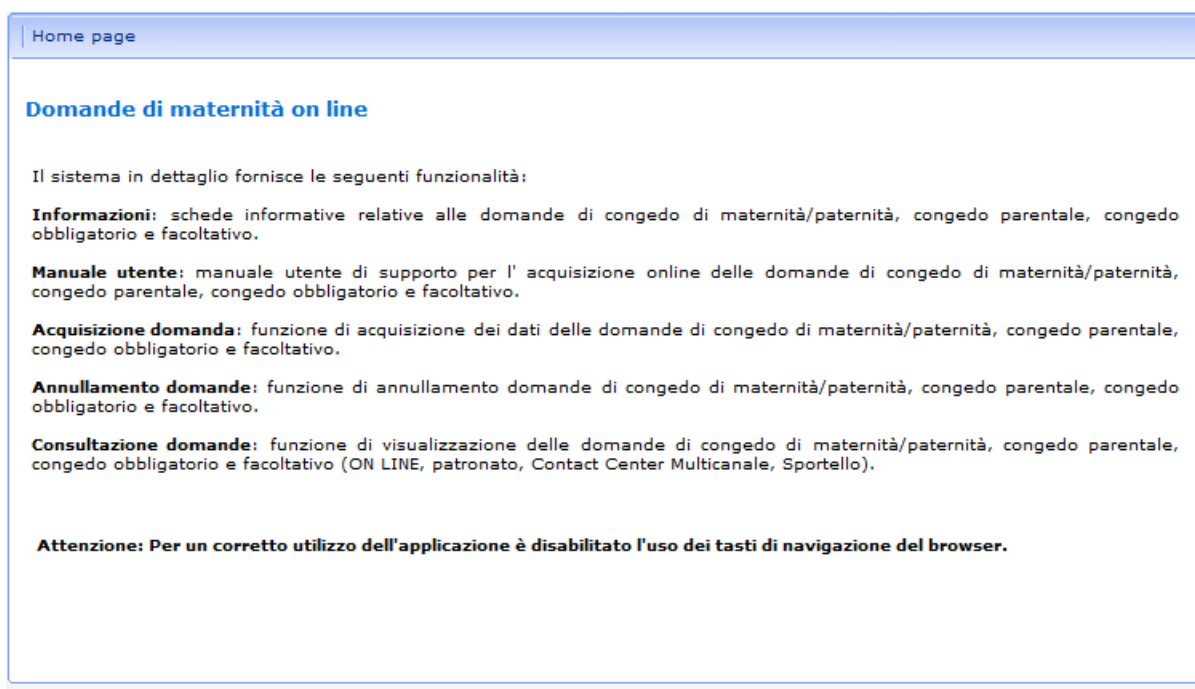 Home page
Domande di maternità on line
Il sistema in dettaglio fornisce le seguenti funzionalità:
Informazioni: schede informative relative alle domande di congedo di maternità/paternità, congedo parentale, congedo
obbligatorio e facoltativo.
Manuale utente: manuale utente di supporto per l' acquisizione online delle domande di congedo di maternità/paternità,
congedo parentale, congedo obbligatorio e facoltativo.
Acquisizione domanda: funzione di acquisizione dei dati delle domande di congedo di maternità/paternità, congedo parentale,
congedo obbligatorio e facoltativo.
Annullamento domande: funzione di annullamento domande di congedo di maternità/paternità, congedo parentale, congedo
obbligatorio e facoltativo.
Consultazione domande: funzione di visualizzazione delle domande di congedo di maternità/paternità, congedo parentale,
congedo obbligatorio e facoltativo (ON LINE, patronato, Contact Center Multicanale, Sportello).
Attenzione: Per un corretto utilizzo dell'applicazione è disabilitato l'uso dei tasti di navigazione del browser.